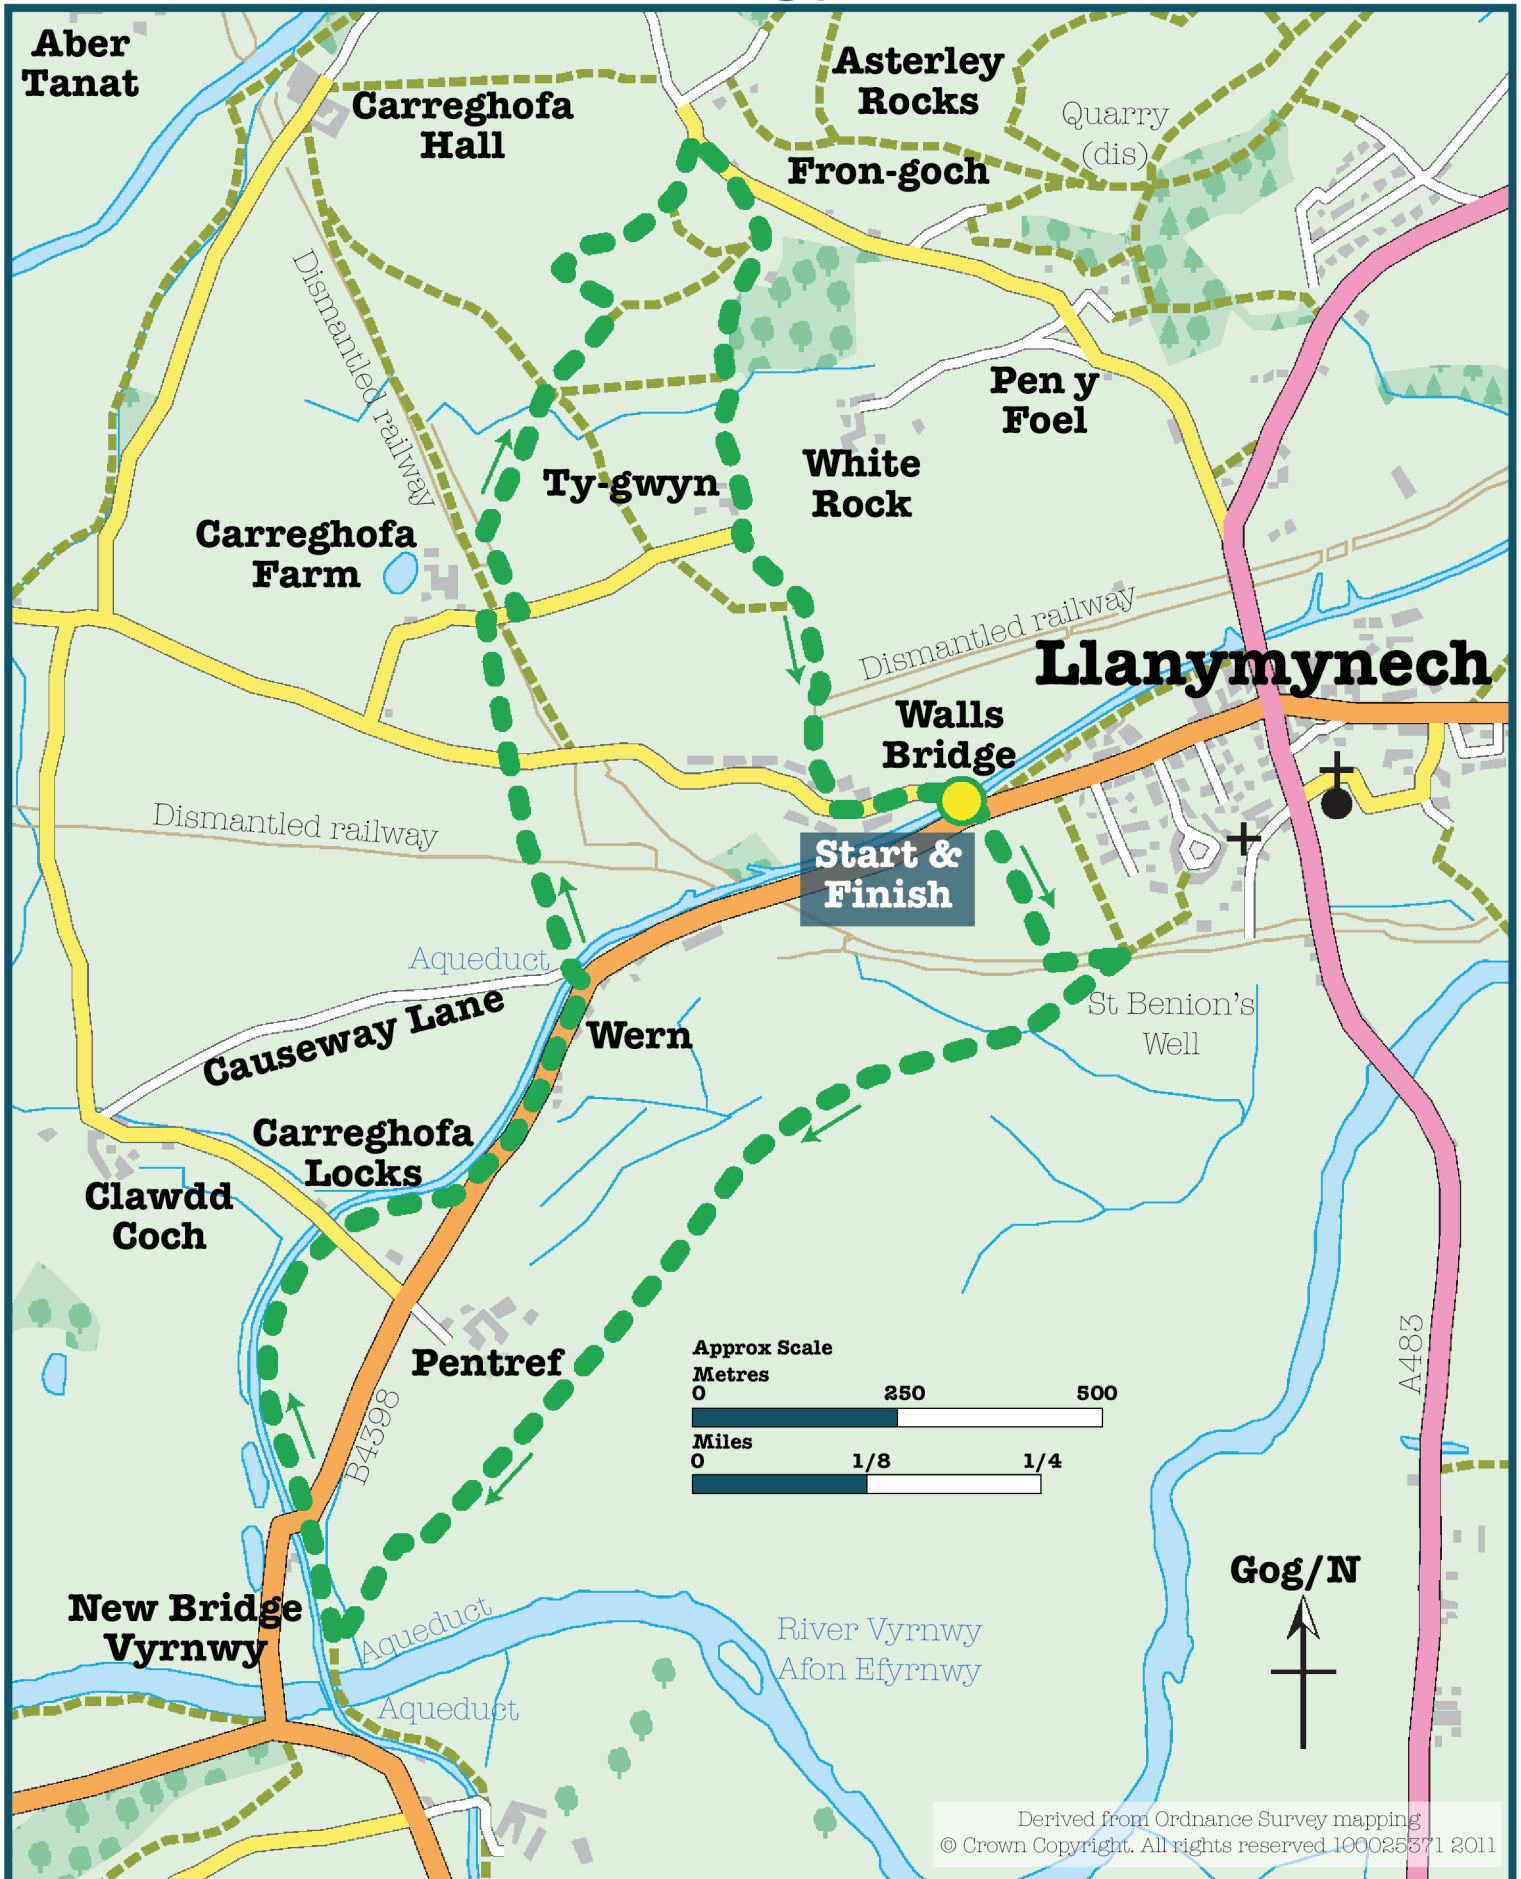 Aber
Tanat
Carreghofa
Hall
Asterley
Rocks
Quarry
(dis)
Fron-goch
Dismantled railway
Pen y
Foel
White
Rock
Ty-gwyn
Carreghofa
Farm
Dismantled railway
Llanymynech
Walls
Bridge
Dismantled railway
Start &
Finish
Aqueduct
Causeway Lane
Wern
St Benion's
Well
Carreghofa
Locks
Clawdd
Coch
Pentref
B4398
A483
Approx Scale
Metres
0 250 500
Miles
0 1/8 1/4
New Bridge
Vyrnwy
Aqueduct
River Vyrnwy
Afon Efyrnwy
Aqueduct
Gog/N
Derived from Ordnance Survey mapping
© Crown Copyright. All rights reserved 100025371 2011